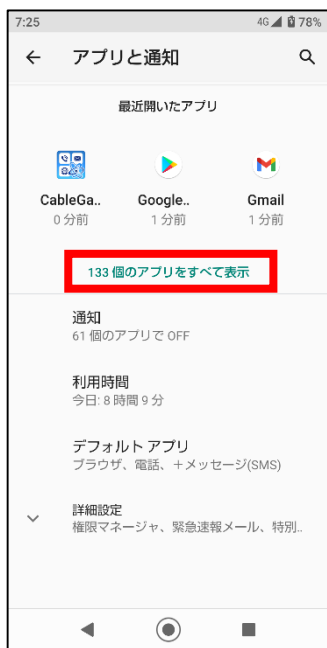 7:25 4G 78%
アプリと通知
最近開いたアプリ
CableGa.. Google.. Gmail
0 分前 1 分前 1 分前
133 個のアプリをすべて表示
通知
61 個のアプリで OFF
利用時間
今日: 8 時間 9 分
デフォルト アプリ
ブラウザ、電話、＋メッセージ(SMS)
詳細設定
権限マネージャ、緊急速報メール、特別..